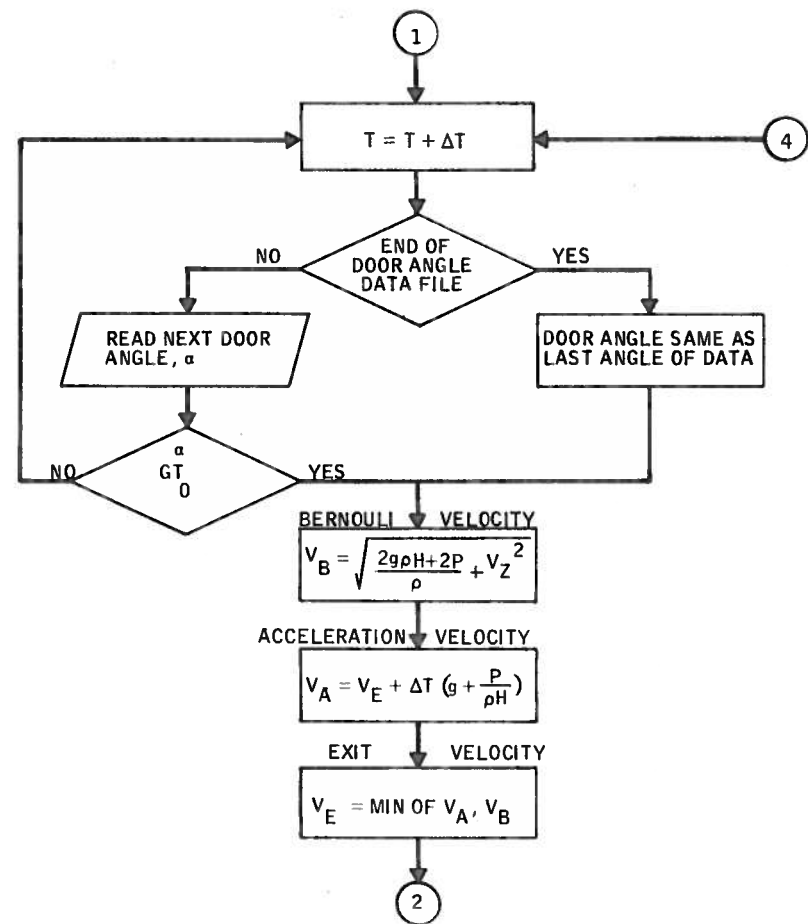 1
T = T + ΔT
4
END OF
DOOR ANGLE
DATA FILE
NO
YES
READ NEXT DOOR
ANGLE, α
DOOR ANGLE SAME AS
LAST ANGLE OF DATA
α
GT
0
NO
YES
BERNOULI VELOCITY
V_B = √((2gρH+2P)/ρ + V_Z²)
ACCELERATION VELOCITY
V_A = V_E + ΔT (g + P/ρH)
EXIT VELOCITY
V_E = MIN OF V_A, V_B
2